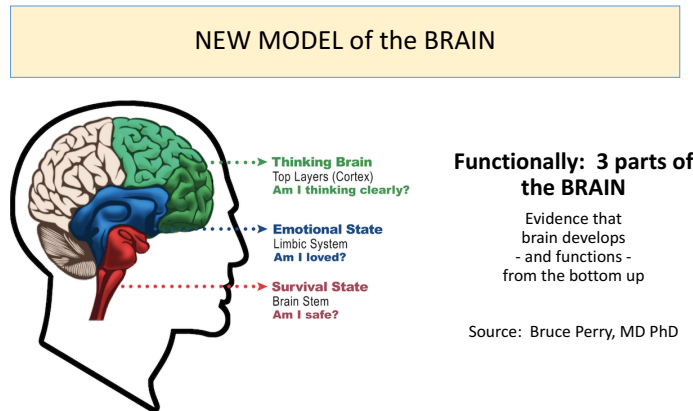 NEW MODEL of the BRAIN
Thinking Brain
Top Layers (Cortex)
Am I thinking clearly?
Emotional State
Limbic System
Am I loved?
Survival State
Brain Stem
Am I safe?
Functionally: 3 parts of
the BRAIN
Evidence that
brain develops
- and functions -
from the bottom up
Source: Bruce Perry, MD PhD